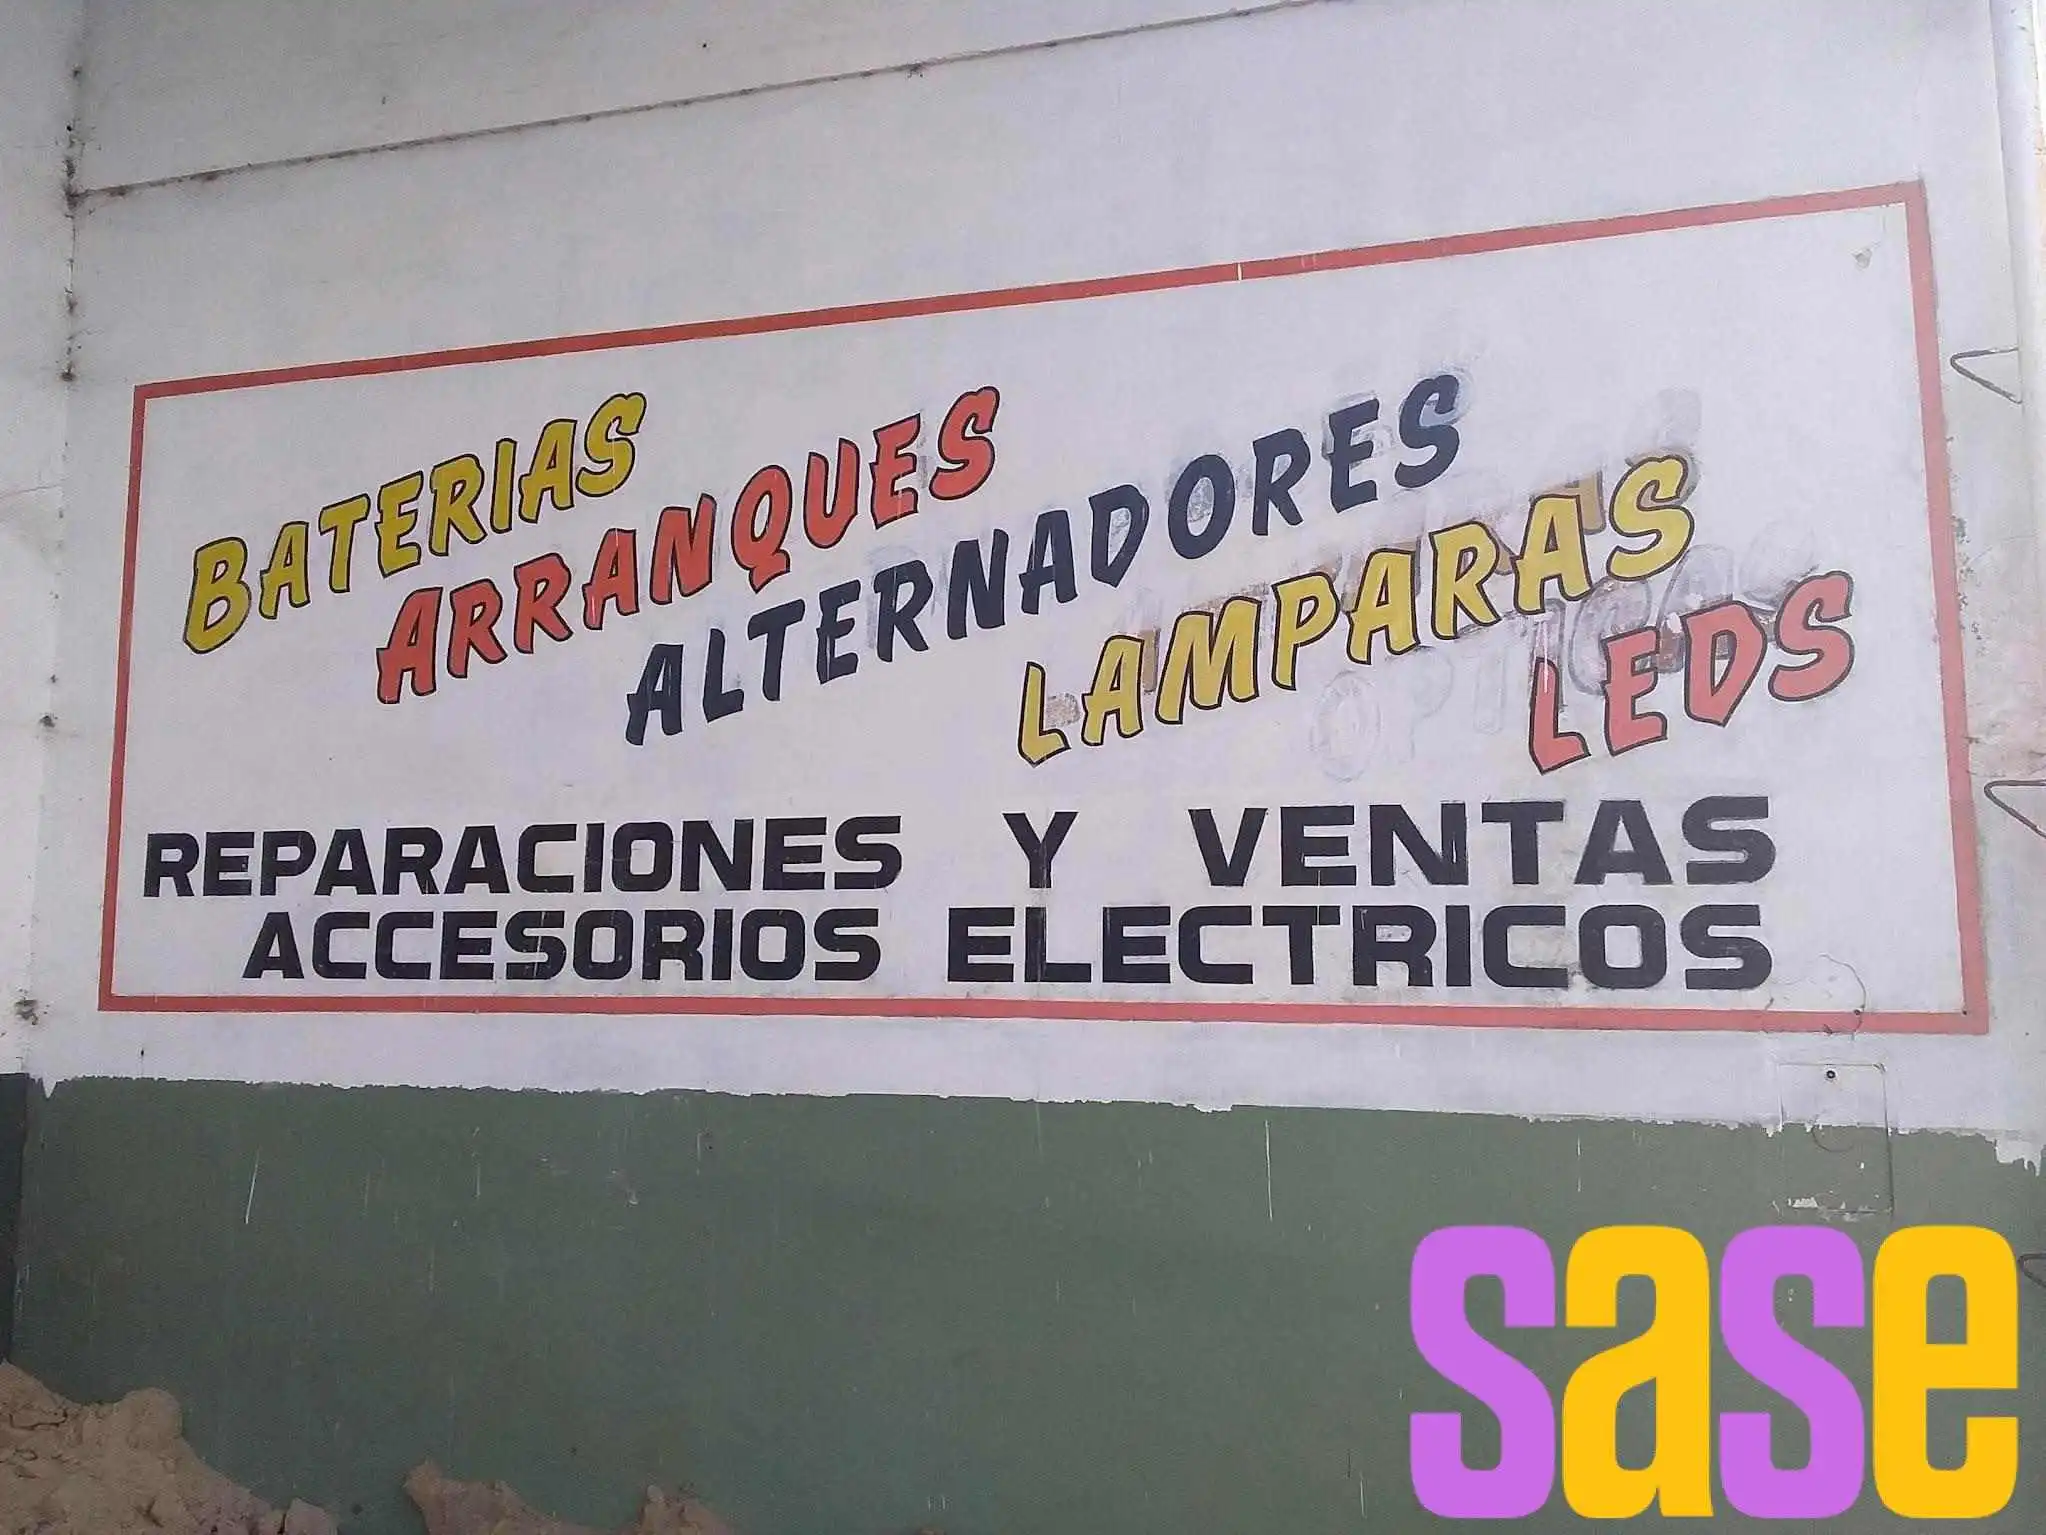 BATERIAS
ARRANQUES
ALTERNADORES
LAMPARAS
LEDS
REPARACIONES Y VENTAS
ACCESORIOS ELECTRICOS
sase